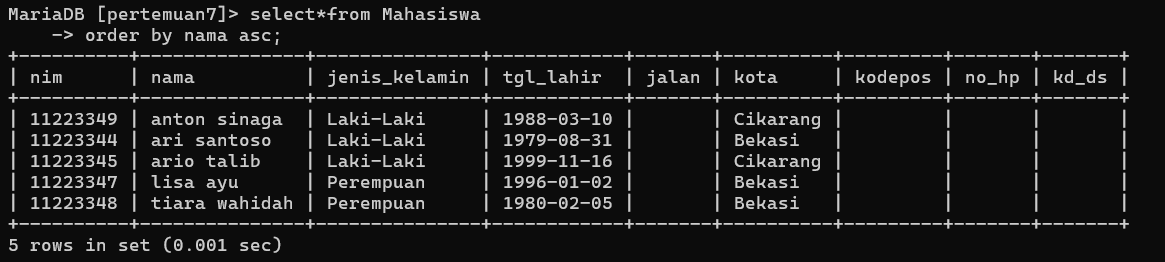 MariaDB [pertemuan7]> select*from Mahasiswa
    -> order by nama asc;
+----------+---------------+---------------+------------+-------+----------+---------+-------+-------+
| nim      | nama          | jenis_kelamin | tgl_lahir  | jalan | kota     | kodepos | no_hp | kd_ds |
+----------+---------------+---------------+------------+-------+----------+---------+-------+-------+
| 11223349 | anton sinaga  | Laki-Laki     | 1988-03-10 |       | Cikarang |         |       |       |
| 11223344 | ari santoso   | Laki-Laki     | 1979-08-31 |       | Bekasi   |         |       |       |
| 11223345 | ario talib    | Laki-Laki     | 1999-11-16 |       | Cikarang |         |       |       |
| 11223347 | lisa ayu      | Perempuan     | 1996-01-02 |       | Bekasi   |         |       |       |
| 11223348 | tiara wahidah | Perempuan     | 1980-02-05 |       | Bekasi   |         |       |       |
+----------+---------------+---------------+------------+-------+----------+---------+-------+-------+
5 rows in set (0.001 sec)